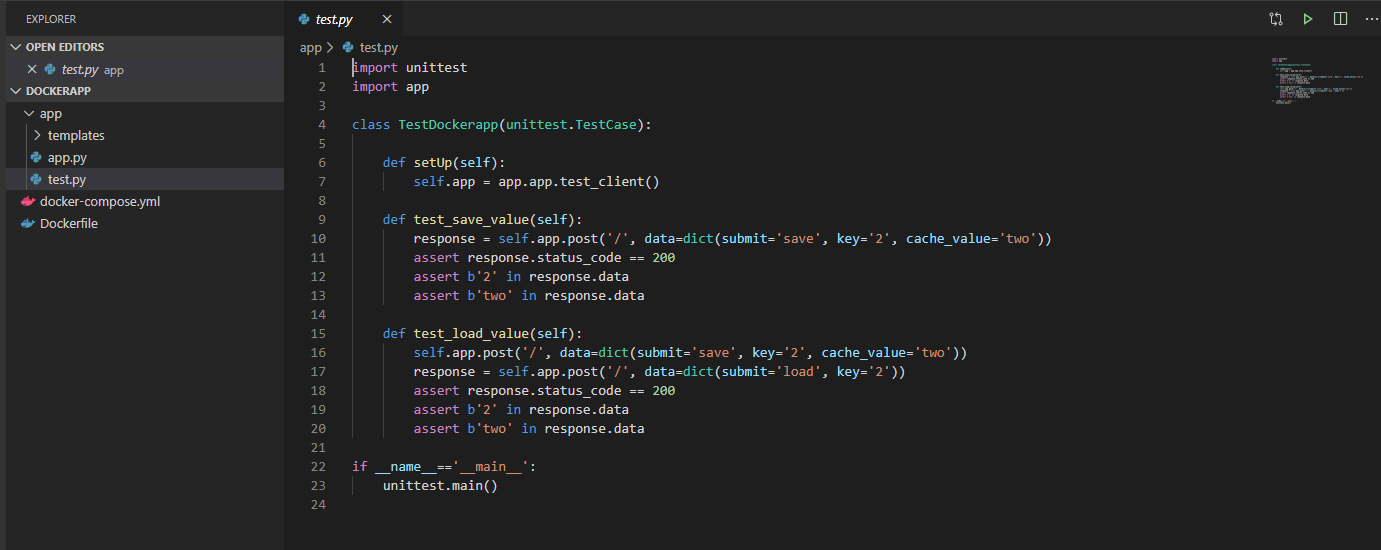 EXPLORER
OPEN EDITORS
test.py app
DOCKERAPP
app
templates
app.py
test.py
docker-compose.yml
Dockerfile
test.py
app > test.py
1 import unittest
2 import app
3
4 class TestDockerapp(unittest.TestCase):
5
6     def setUp(self):
7         self.app = app.app.test_client()
8
9     def test_save_value(self):
10         response = self.app.post('/', data=dict(submit='save', key='2', cache_value='two'))
11         assert response.status_code == 200
12         assert b'2' in response.data
13         assert b'two' in response.data
14
15     def test_load_value(self):
16         self.app.post('/', data=dict(submit='save', key='2', cache_value='two'))
17         response = self.app.post('/', data=dict(submit='load', key='2'))
18         assert response.status_code == 200
19         assert b'2' in response.data
20         assert b'two' in response.data
21
22 if __name__=='__main__':
23     unittest.main()
24